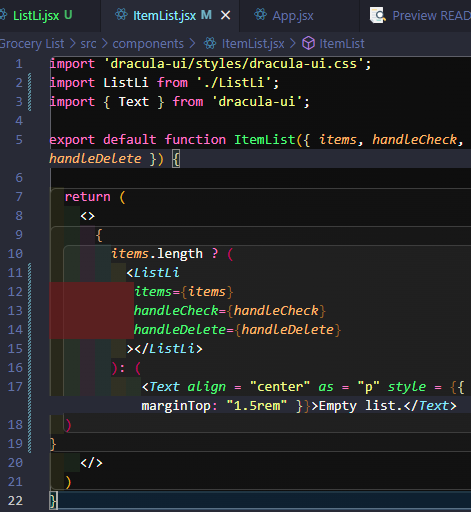 ListLi.jsx U
ItemList.jsx M
App.jsx
Preview READ
Grocery List > src > components > ItemList.jsx > ItemList
1 import 'dracula-ui/styles/dracula-ui.css';
2 import ListLi from './ListLi';
3 import { Text } from 'dracula-ui';
4
5 export default function ItemList({ items, handleCheck,
handleDelete }) {
6
7 return (
8 <>
9 {
10 items.length ? (
11 <ListLi
12 items={items}
13 handleCheck={handleCheck}
14 handleDelete={handleDelete}
15 ></ListLi>
16 ): (
17 <Text align = "center" as = "p" style = {{
marginTop: "1.5rem" }}>Empty list.</Text>
18 )
19 }
20 </>
21 )
22 }